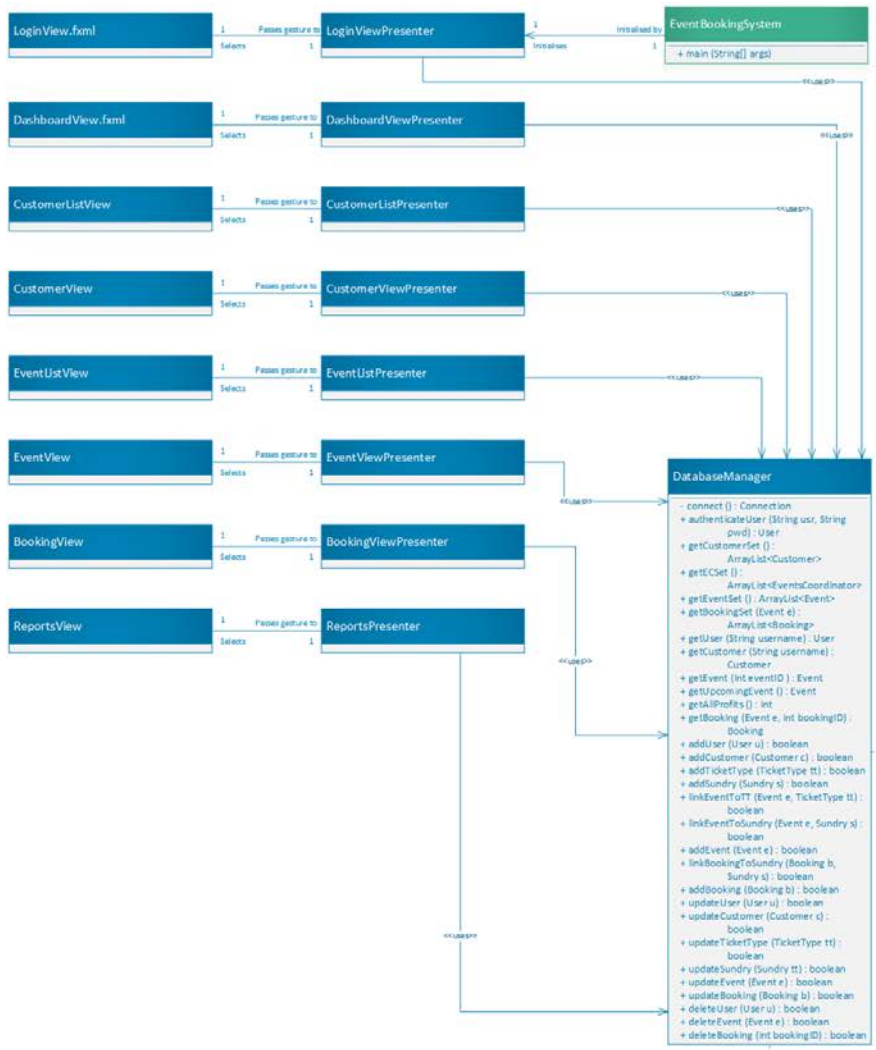 LoginView.fxml
1 Passes gesture to
Selects 1
LoginViewPresenter
1 Initialised by
Initialises 1
EventBookingSystem
+ main (String[] args)
<<uses>>
DashboardView.fxml
1 Passes gesture to
Selects 1
DashboardViewPresenter
<<uses>>
CustomerListView
1 Passes gesture to
Selects 1
CustomerListPresenter
<<uses>>
CustomerView
1 Passes gesture to
Selects 1
CustomerViewPresenter
<<uses>>
EventListView
1 Passes gesture to
Selects 1
EventListPresenter
<<uses>>
EventView
1 Passes gesture to
Selects 1
EventViewPresenter
<<uses>>
BookingView
1 Passes gesture to
Selects 1
BookingViewPresenter
<<uses>>
ReportsView
1 Passes gesture to
Selects 1
ReportsPresenter
<<uses>>
DatabaseManager
- connect () : Connection
+ authenticateUser (String usr, String
pwd) : User
+ getCustomerSet () :
ArrayList<Customer>
+ getECSet () :
ArrayList<EventsCoordinator>
+ getEventSet () : ArrayList<Event>
+ getBookingSet (Event e) :
ArrayList<Booking>
+ getUser (String username) : User
+ getCustomer (String username) :
Customer
+ getEvent (Int eventID ) : Event
+ getUpcomingEvent () : Event
+ getAllProfits () : Int
+ getBooking (Event e, Int bookingID) :
Booking
+ addUser (User u) : boolean
+ addCustomer (Customer c) : boolean
+ addTicketType (TicketType tt) : boolean
+ addSundry (Sundry s) : boolean
+ linkEventToTT (Event e, TicketType tt) :
boolean
+ linkEventToSundry (Event e, Sundry s) :
boolean
+ addEvent (Event e) : boolean
+ linkBookingToSundry (Booking b,
Sundry s) : boolean
+ addBooking (Booking b) : boolean
+ updateUser (User u) : boolean
+ updateCustomer (Customer c) :
boolean
+ updateTicketType (TicketType tt) :
boolean
+ updateSundry (Sundry tt) : boolean
+ updateEvent (Event e) : boolean
+ updateBooking (Booking b) : boolean
+ deleteUser (User u) : boolean
+ deleteEvent (Event e) : boolean
+ deleteBooking (Int bookingID) : boolean